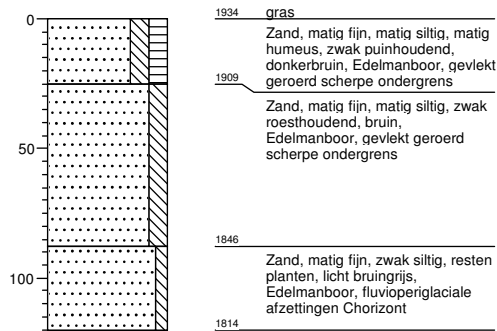 0
50
100
1934 gras
Zand, matig fijn, matig siltig, matig
humeus, zwak puinhoudend,
donkerbruin, Edelmanboor, gevlekt
geroerd scherpe ondergrens
1909
Zand, matig fijn, matig siltig, zwak
roesthoudend, bruin,
Edelmanboor, gevlekt geroerd
scherpe ondergrens
1846
Zand, matig fijn, zwak siltig, resten
planten, licht bruingrijs,
Edelmanboor, fluvioperiglaciale
afzettingen Chorizont
1814